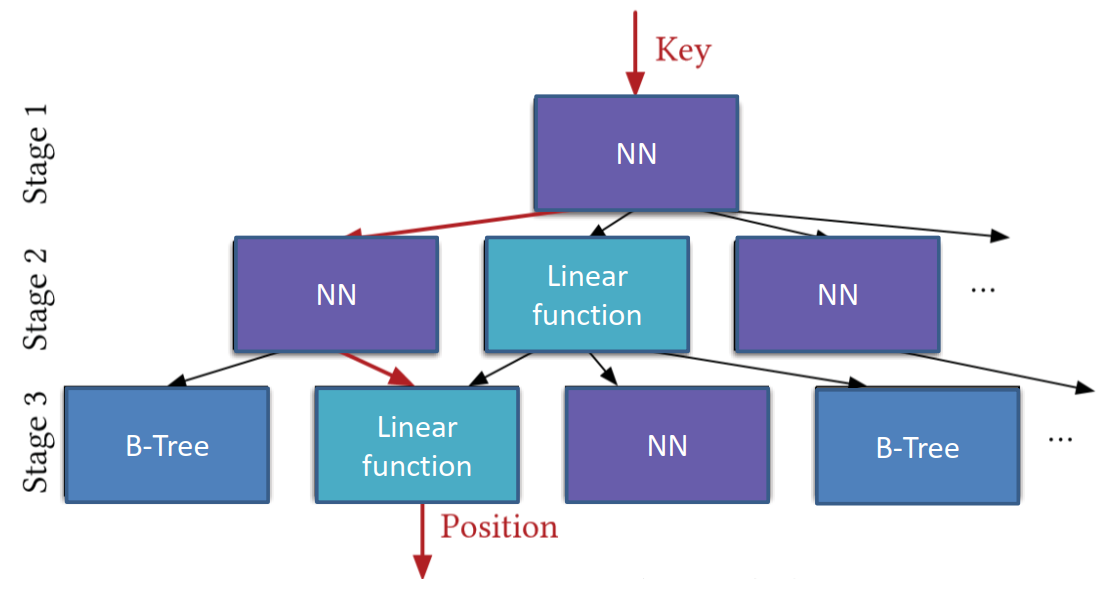 Key
Stage 1
NN
Stage 2
NN
Linear
function
NN
...
Stage 3
B-Tree
Linear
function
NN
B-Tree
...
Position